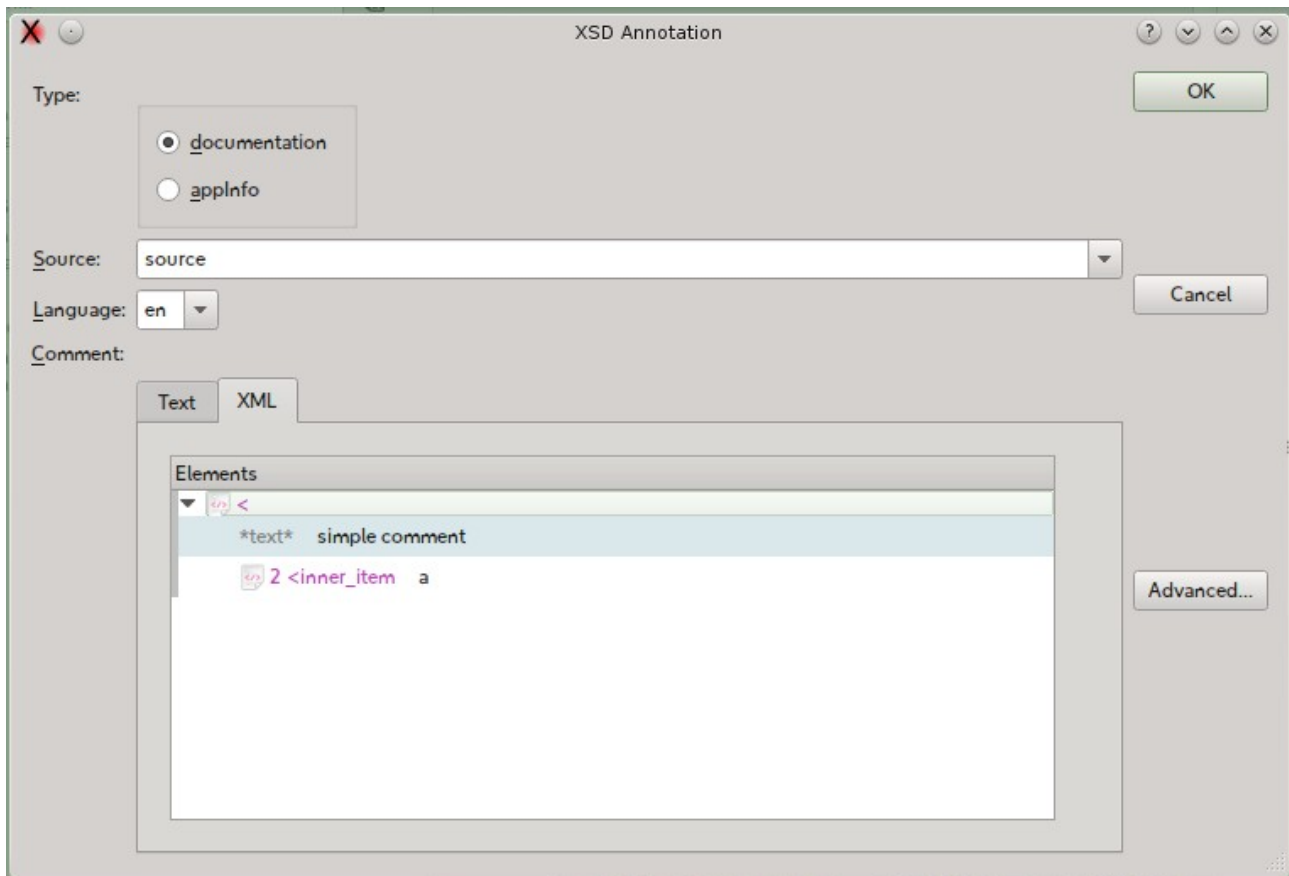 XSD Annotation
Type:
OK
documentation
appInfo
Source: source
Cancel
Language: en
Comment:
Text XML
Elements
<
*text* simple comment
2 <inner_item a
Advanced...